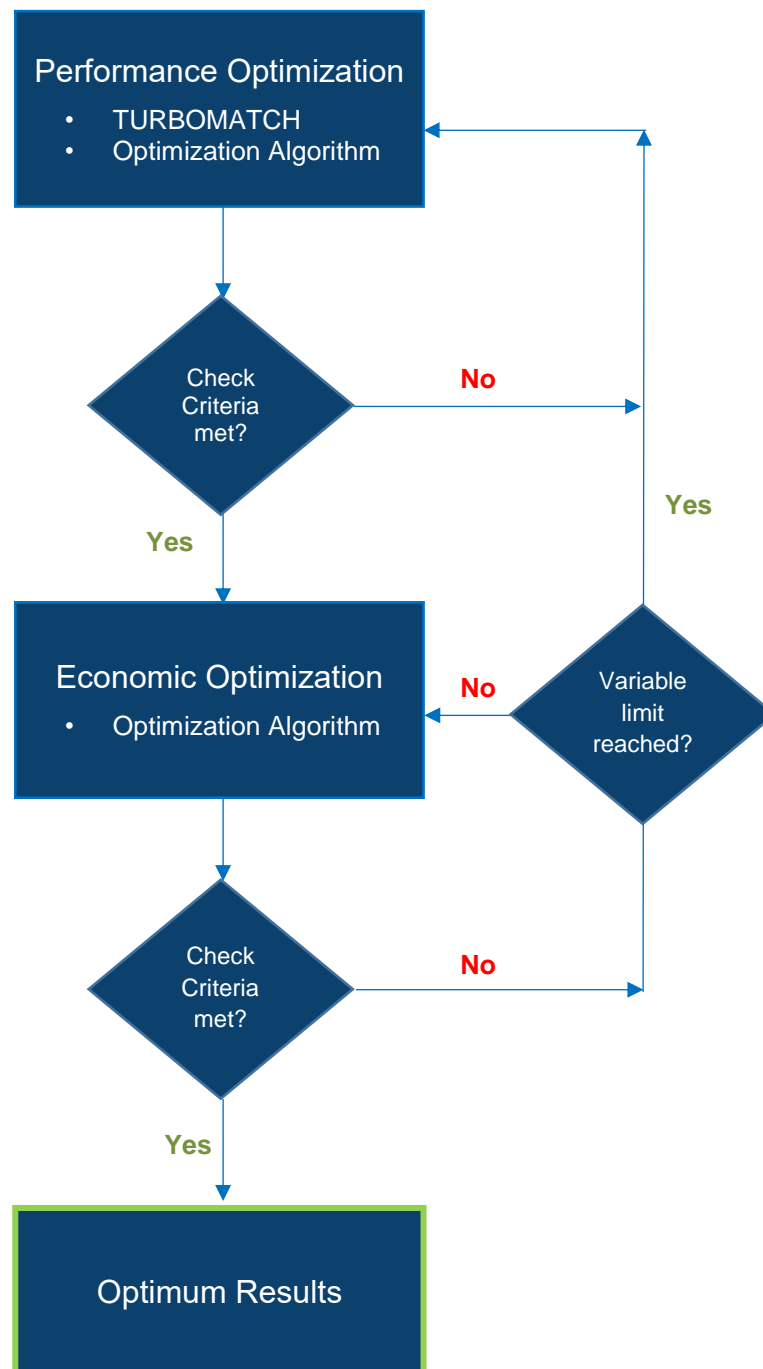 Performance Optimization
• TURBOMATCH
• Optimization Algorithm
Check
Criteria
met?
No
Yes
Yes
Economic Optimization
• Optimization Algorithm
No
Variable
limit
reached?
Check
Criteria
met?
No
Yes
Optimum Results